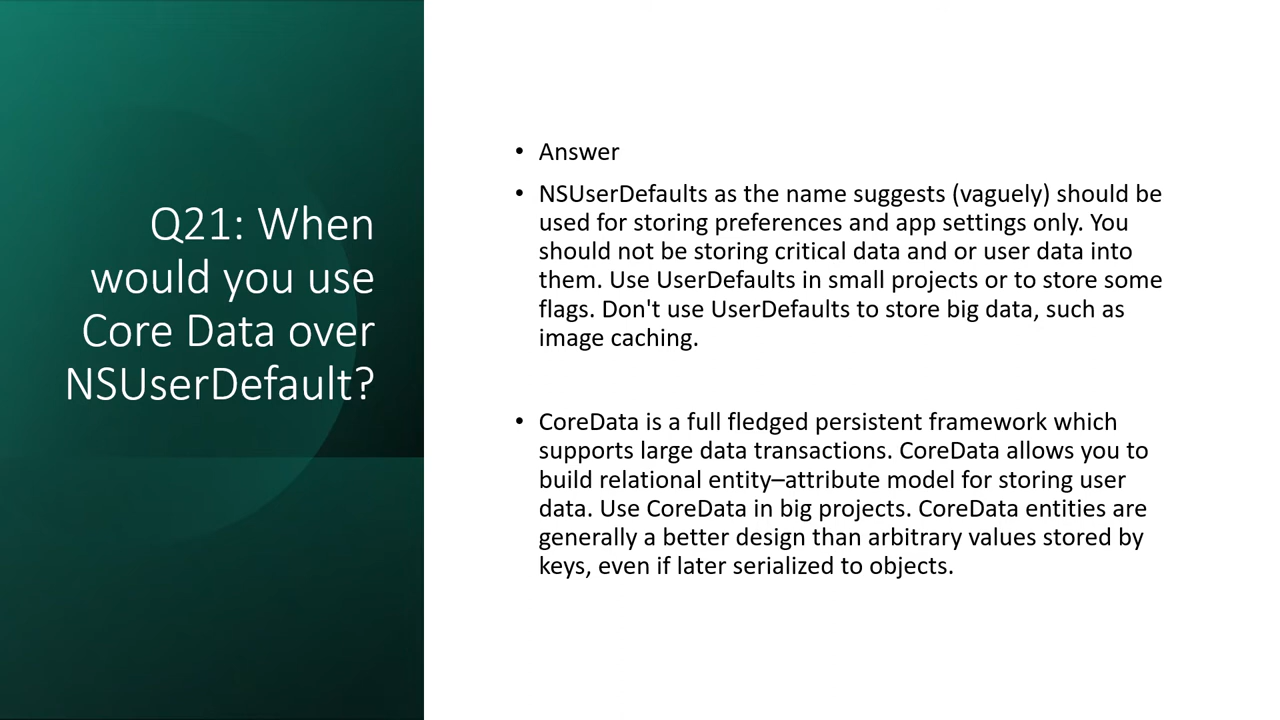 Q21: When
would you use
Core Data over
NSUserDefault?
• Answer
• NSUserDefaults as the name suggests (vaguely) should be
used for storing preferences and app settings only. You
should not be storing critical data and or user data into
them. Use UserDefaults in small projects or to store some
flags. Don't use UserDefaults to store big data, such as
image caching.
• CoreData is a full fledged persistent framework which
supports large data transactions. CoreData allows you to
build relational entity–attribute model for storing user
data. Use CoreData in big projects. CoreData entities are
generally a better design than arbitrary values stored by
keys, even if later serialized to objects.